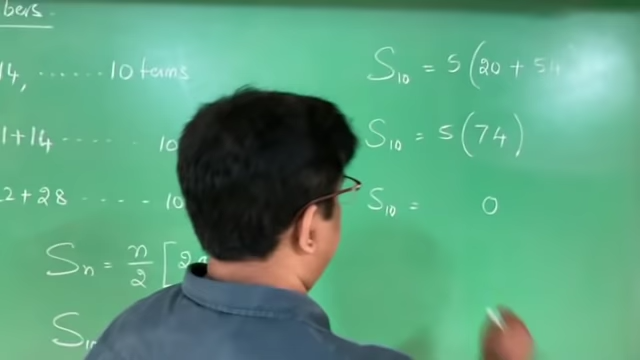 bers.
14, ...... 10 terms
1+14 ..... 10
2+28 ..... 10
Sn = n/2 [2
S10
S10 = 5(20 + 54
S10 = 5(74)
S10 = 0